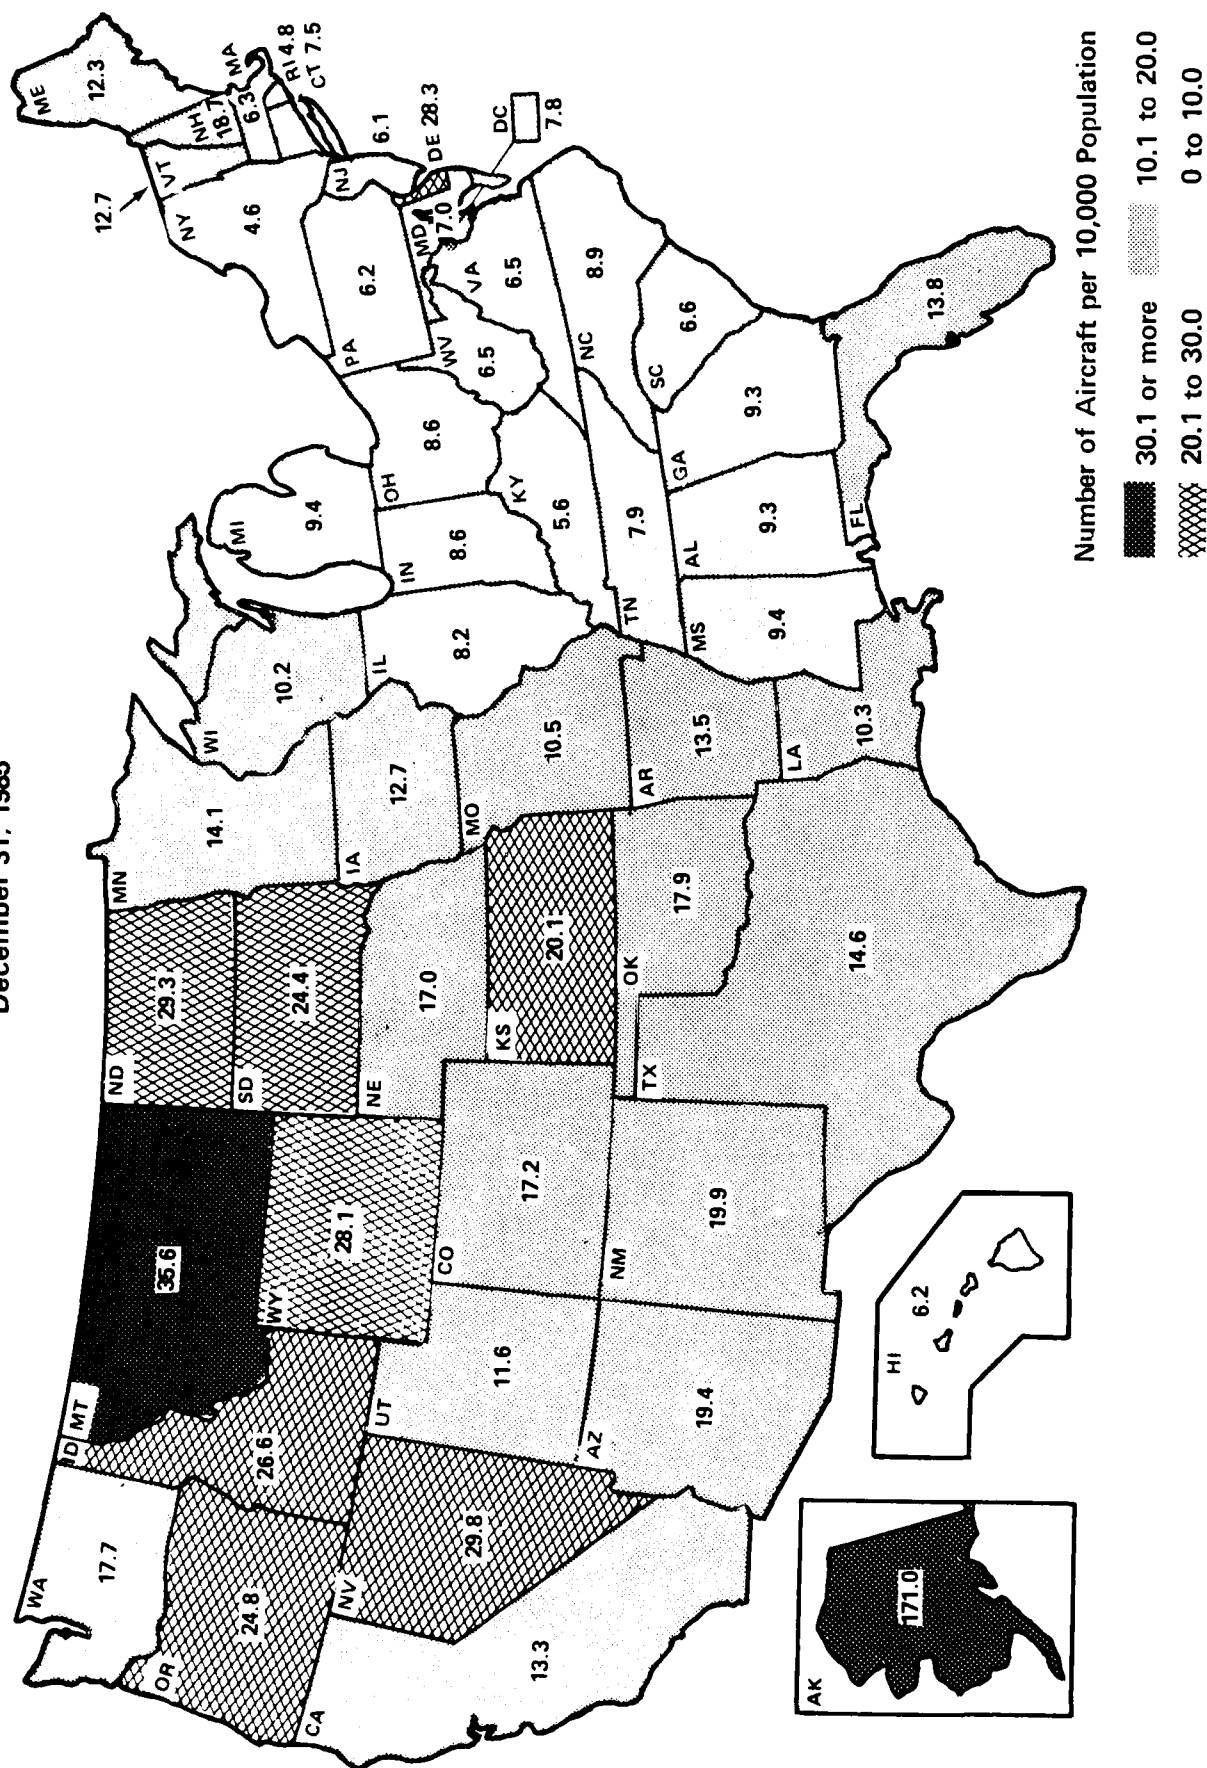 December 31, 1985
WA
17.7
OR
24.8
CA
13.3
NV
29.8
ID
26.6
MT
35.6
WY
28.1
UT
11.6
AZ
19.4
CO
17.2
NM
19.9
ND
29.3
SD
24.4
NE
17.0
KS
20.1
OK
17.9
TX
14.6
MN
14.1
IA
12.7
MO
10.5
AR
13.5
LA
10.3
WI
10.2
IL
8.2
MI
9.4
IN
8.6
OH
8.6
KY
5.6
TN
7.9
MS
9.4
AL
9.3
GA
9.3
FL
13.8
SC
6.6
NC
8.9
VA
6.5
WV
6.5
PA
6.2
NY
4.6
12.7
VT
NH
18.7
ME
12.3
MA
6.3
RI 4.8
CT 7.5
NJ
6.1
DE 28.3
MD
7.0
DC
7.8
AK
171.0
HI
6.2
Number of Aircraft per 10,000 Population
30.1 or more
10.1 to 20.0
20.1 to 30.0
0 to 10.0